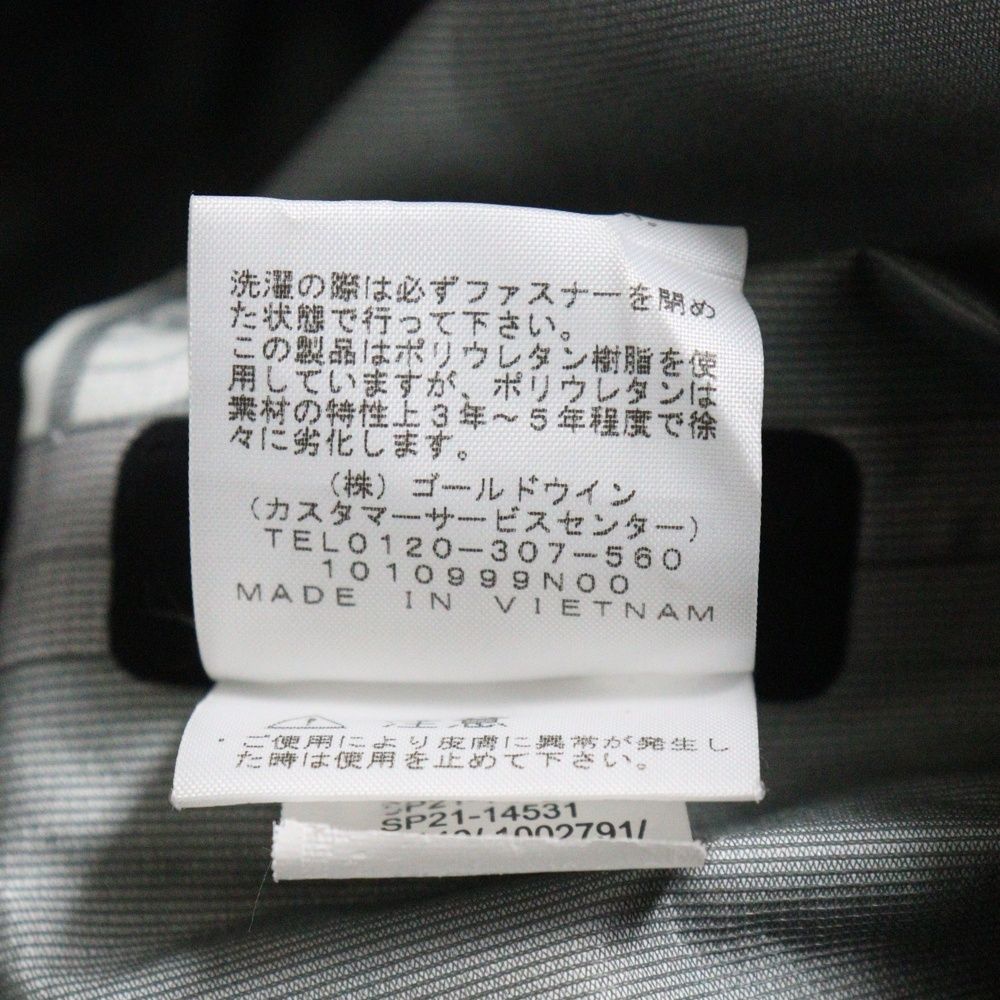 洗濯の際は必ずファスナーを閉め
た状態で行って下さい。
この製品はポリウレタン樹脂を使
用していますが、ポリウレタンは
素材の特性上3年〜5年程度で徐
々に劣化します。
(株)ゴールドウイン
(カスタマーサービスセンター)
TEL0120-307-560
1010999N00
MADE IN VIETNAM
注意
・ご使用により皮膚に異常が発生し
た時は使用を止めて下さい。
SP21-14531
1002791/